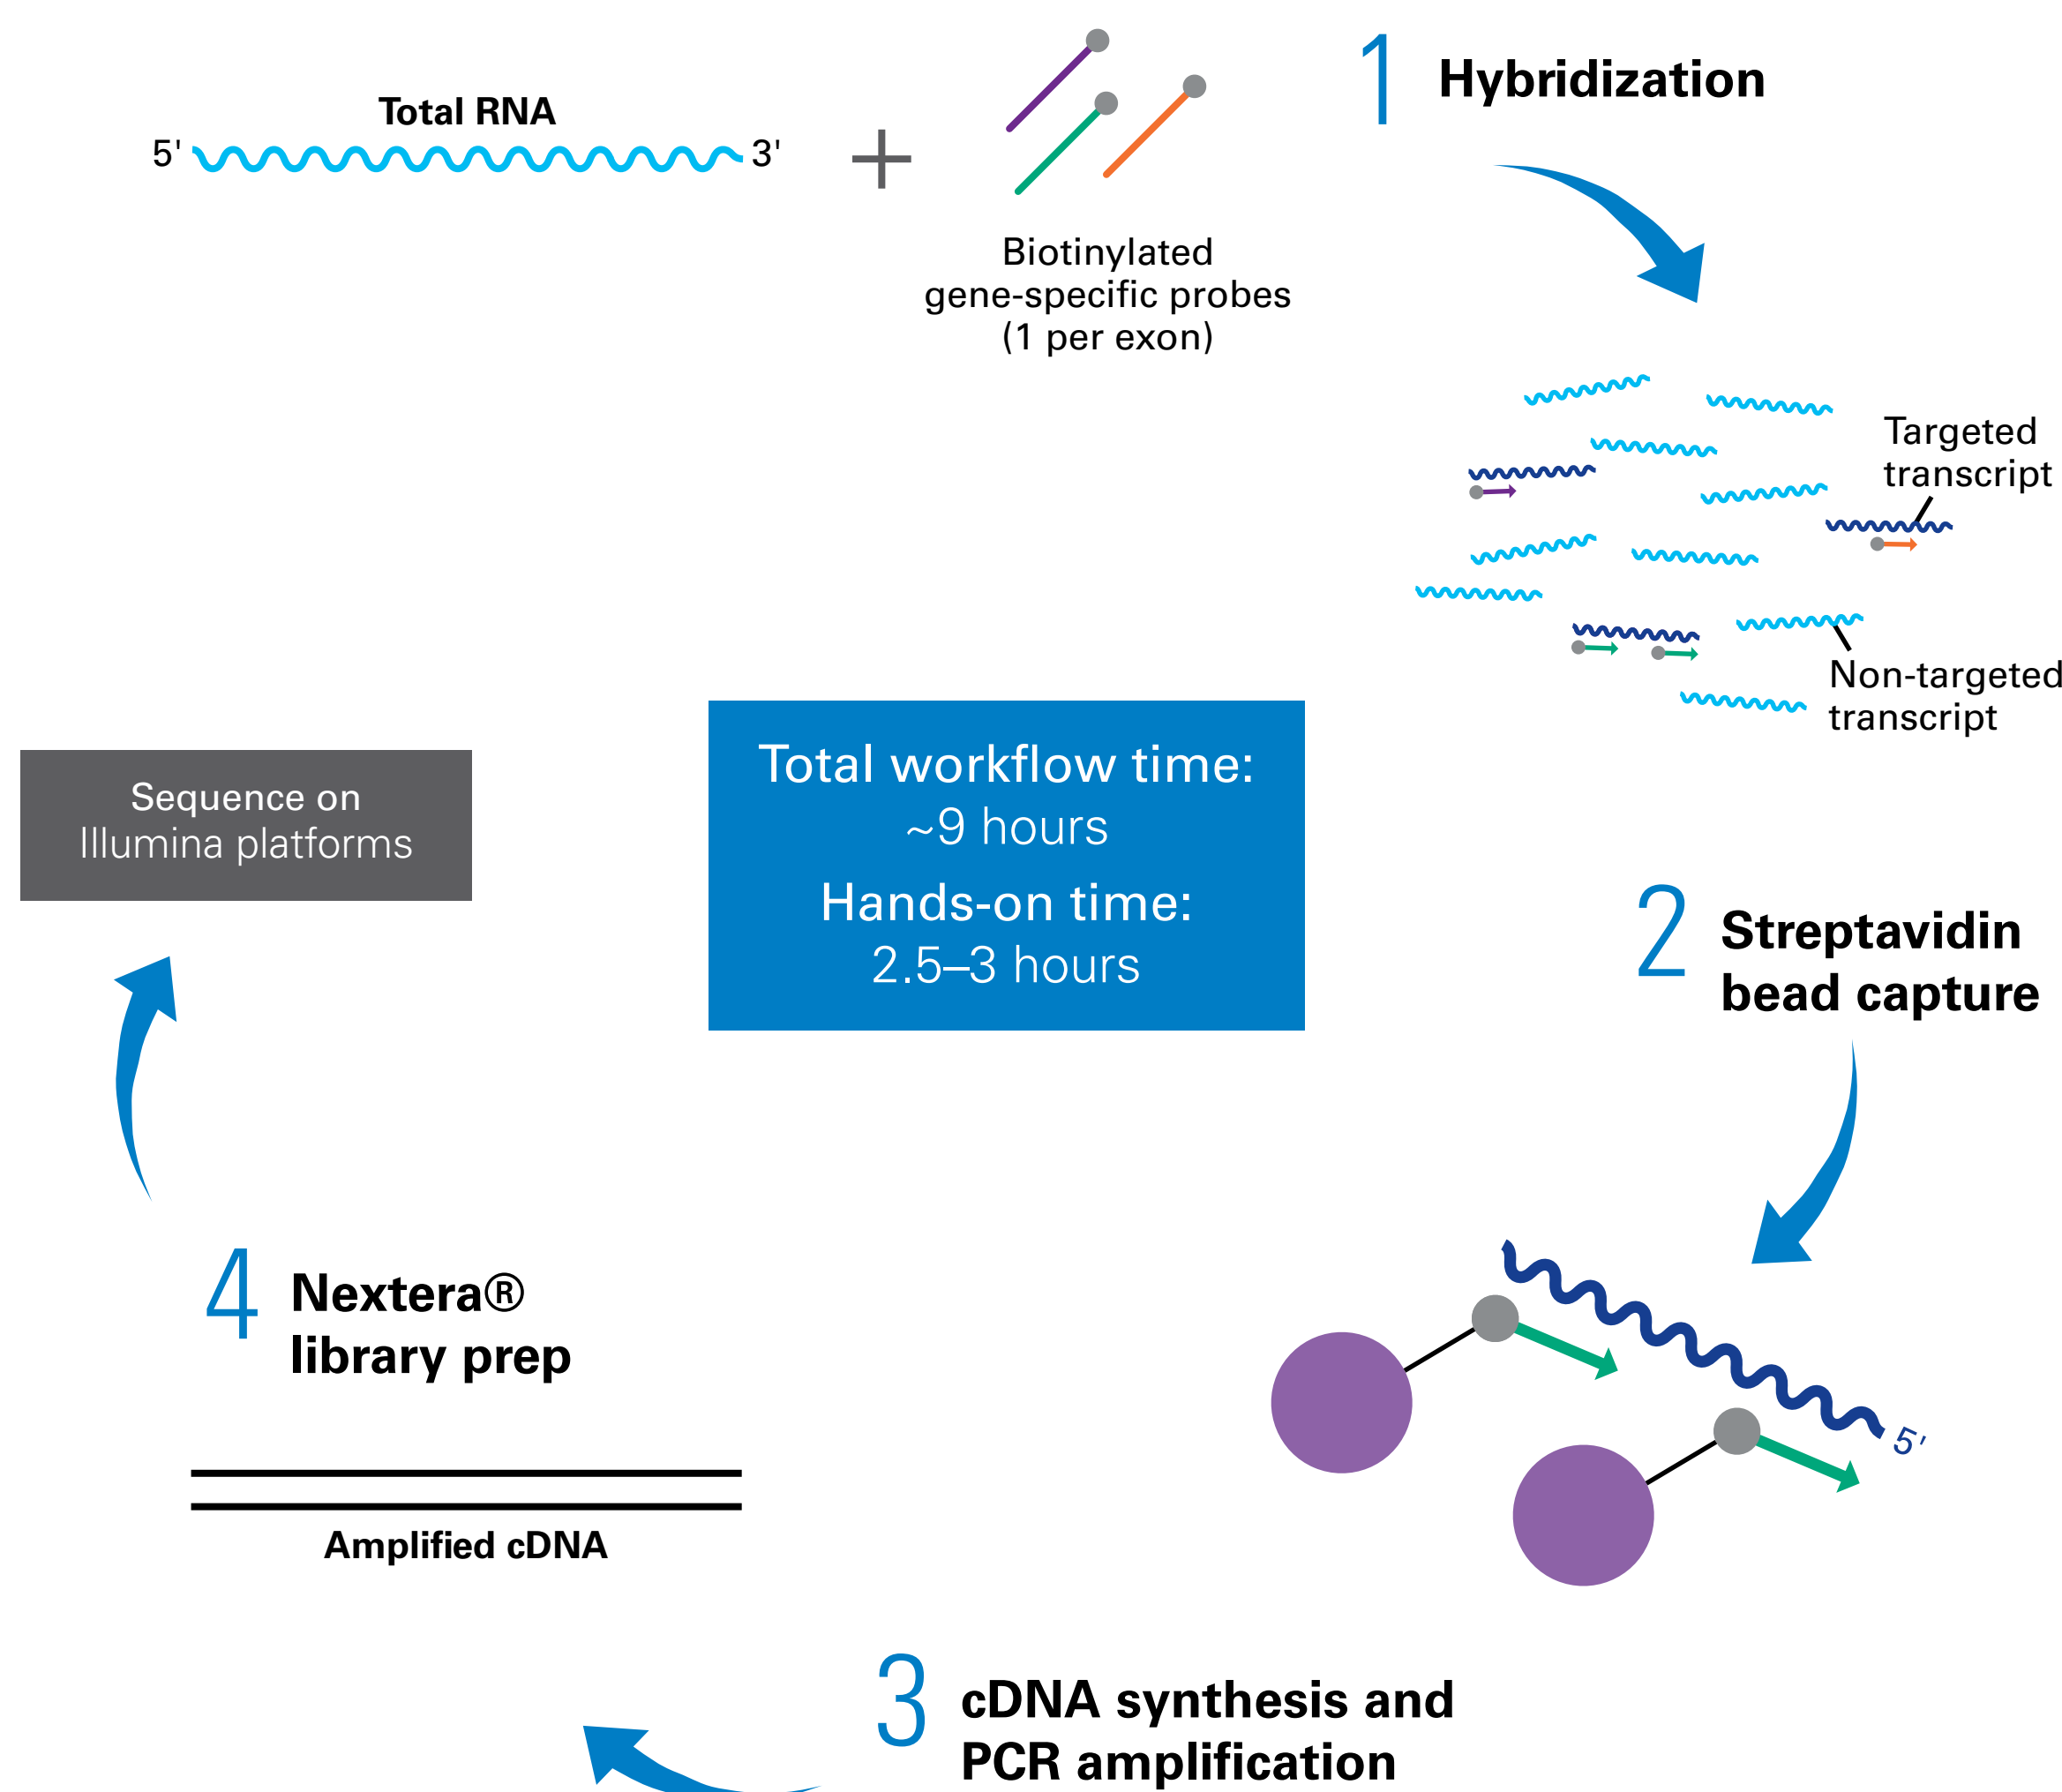 Total RNA
5'
3'
Biotinylated
gene-specific probes
(1 per exon)
1
Hybridization
Targeted
transcript
Non-targeted
transcript
Total workflow time:
~9 hours
Hands-on time:
2.5–3 hours
2
Streptavidin
bead capture
5'
3
cDNA synthesis and
PCR amplification
Amplified cDNA
4
Nextera®
library prep
Sequence on
Illumina platforms